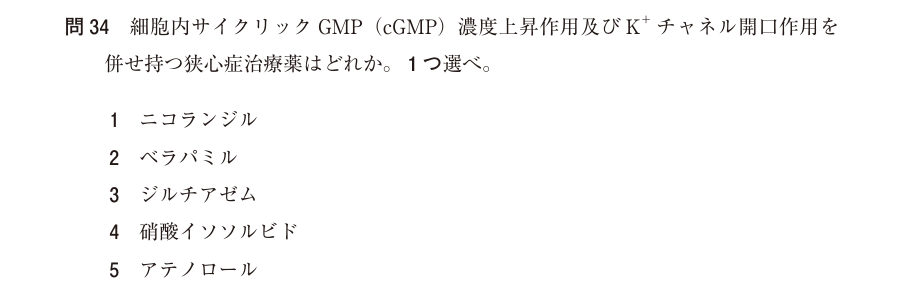 問 34　細胞内サイクリック GMP（cGMP）濃度上昇作用及び K⁺ チャネル開口作用を
併せ持つ狭心症治療薬はどれか。1つ選べ。
1　ニコランジル
2　ベラパミル
3　ジルチアゼム
4　硝酸イソソルビド
5　アテノロール